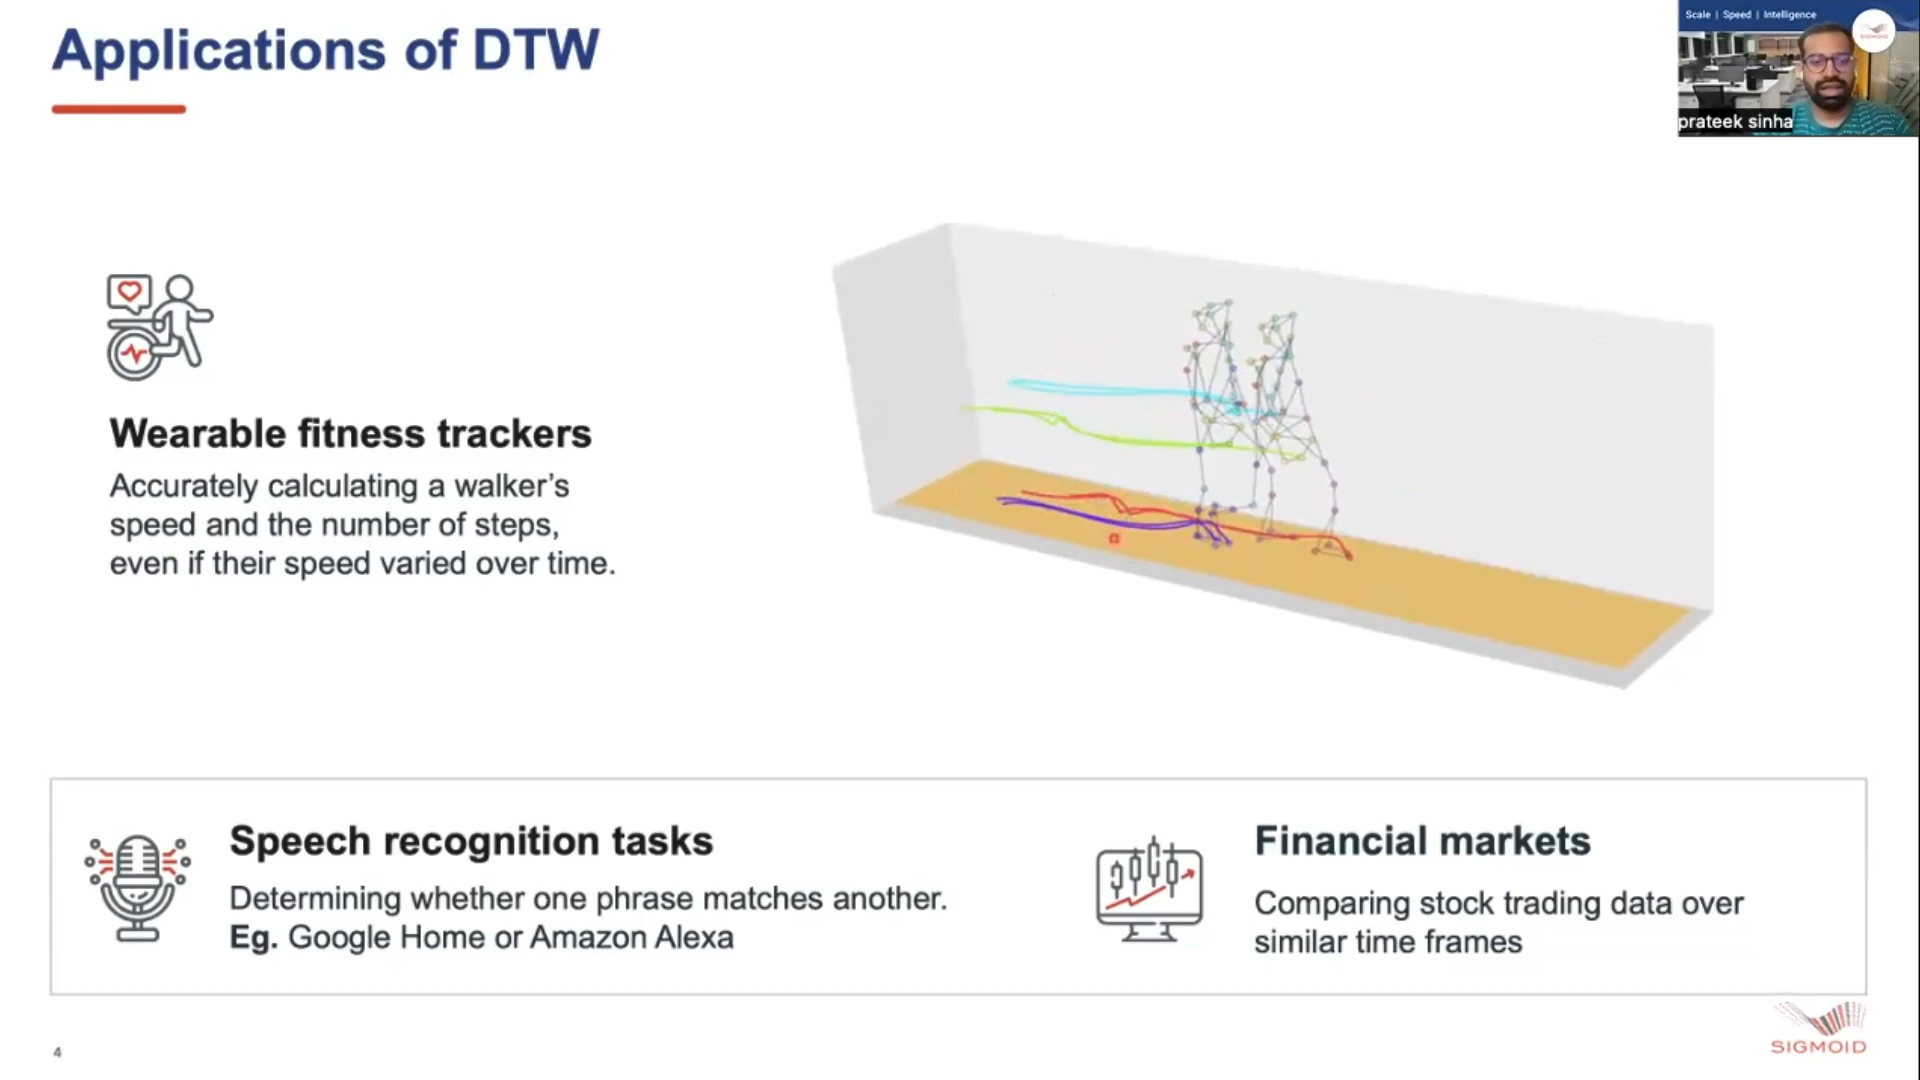 Applications of DTW
Scale | Speed | Intelligence
SIGMOID
prateek sinha
Wearable fitness trackers
Accurately calculating a walker's
speed and the number of steps,
even if their speed varied over time.
Speech recognition tasks
Determining whether one phrase matches another.
Eg. Google Home or Amazon Alexa
Financial markets
Comparing stock trading data over
similar time frames
4
SIGMOID